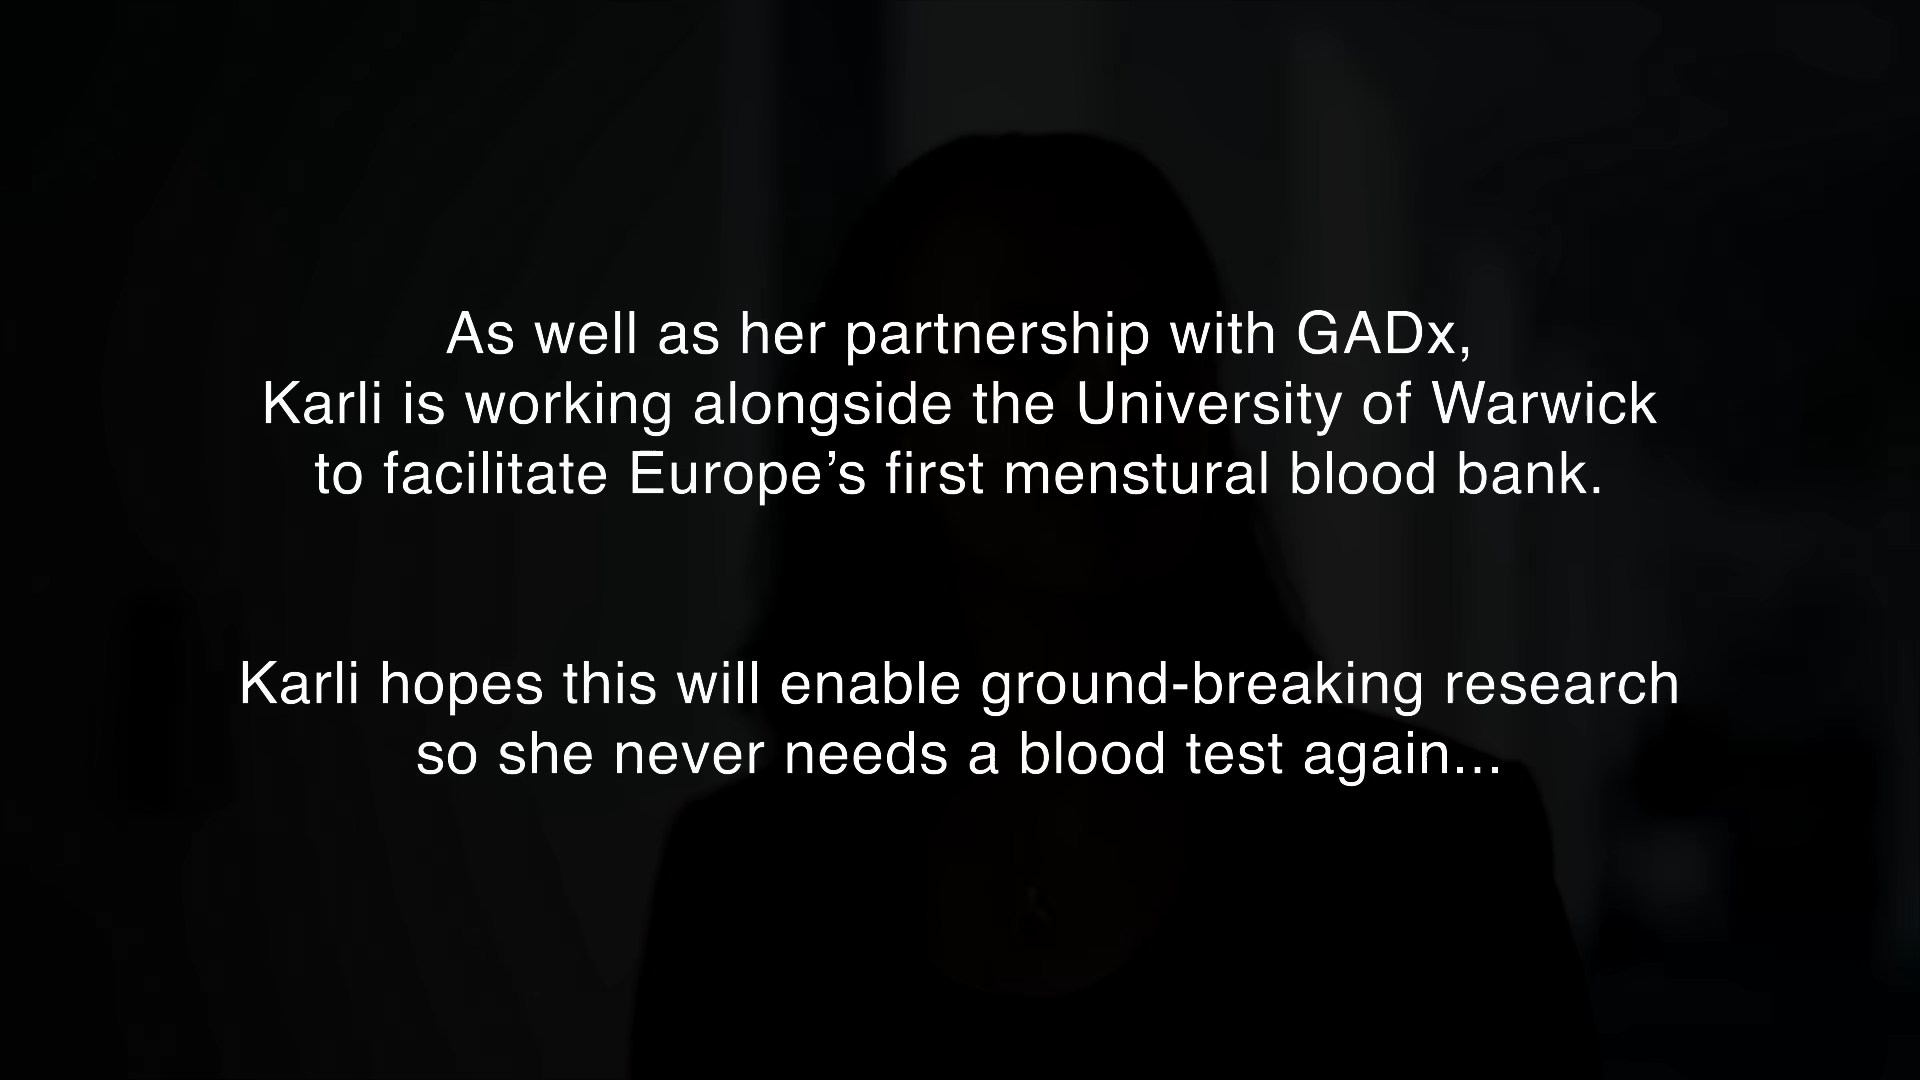 As well as her partnership with GADx,
Karli is working alongside the University of Warwick
to facilitate Europe’s first menstural blood bank.
Karli hopes this will enable ground-breaking research
so she never needs a blood test again...